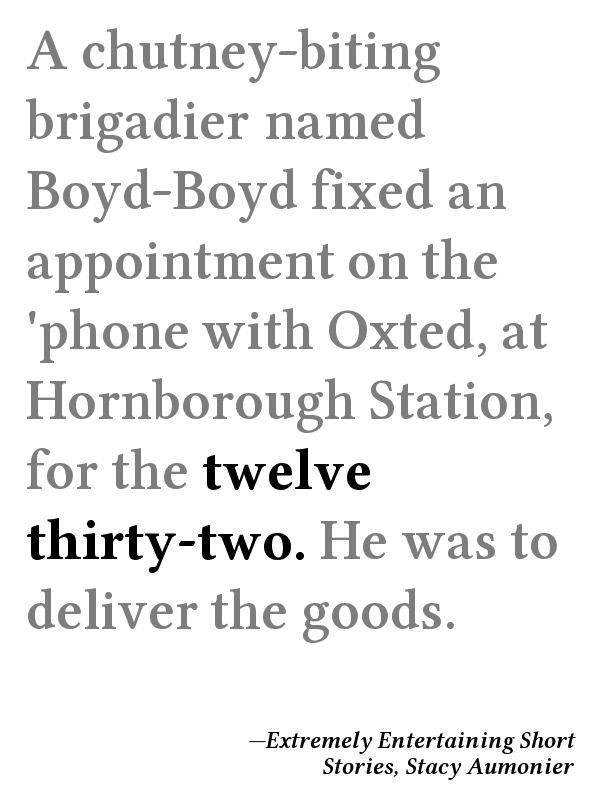 A chutney-biting
brigadier named
Boyd-Boyd fixed an
appointment on the
'phone with Oxted, at
Hornborough Station,
for the twelve
thirty-two. He was to
deliver the goods.
—Extremely Entertaining Short
Stories, Stacy Aumonier